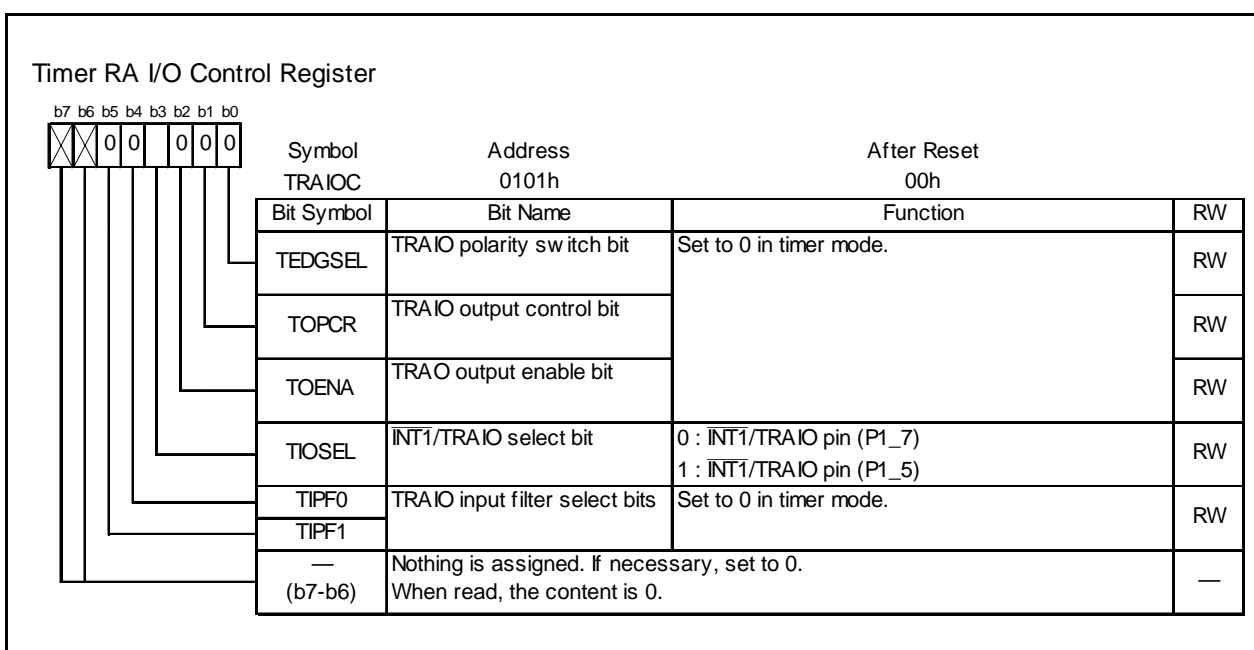 Timer RA I/O Control Register
b7 b6 b5 b4 b3 b2 b1 b0
0 0 0 0 0
Symbol Address After Reset
TRAIOC 0101h 00h
Bit Symbol Bit Name Function RW
TEDGSEL TRAIO polarity switch bit Set to 0 in timer mode. RW
TOPCR TRAIO output control bit RW
TOENA TRAO output enable bit RW
TIOSEL INT1/TRAIO select bit 0 : INT1/TRAIO pin (P1_7) RW
1 : INT1/TRAIO pin (P1_5)
TIPF0 TRAIO input filter select bits Set to 0 in timer mode. RW
TIPF1
— Nothing is assigned. If necessary, set to 0. —
(b7-b6) When read, the content is 0.